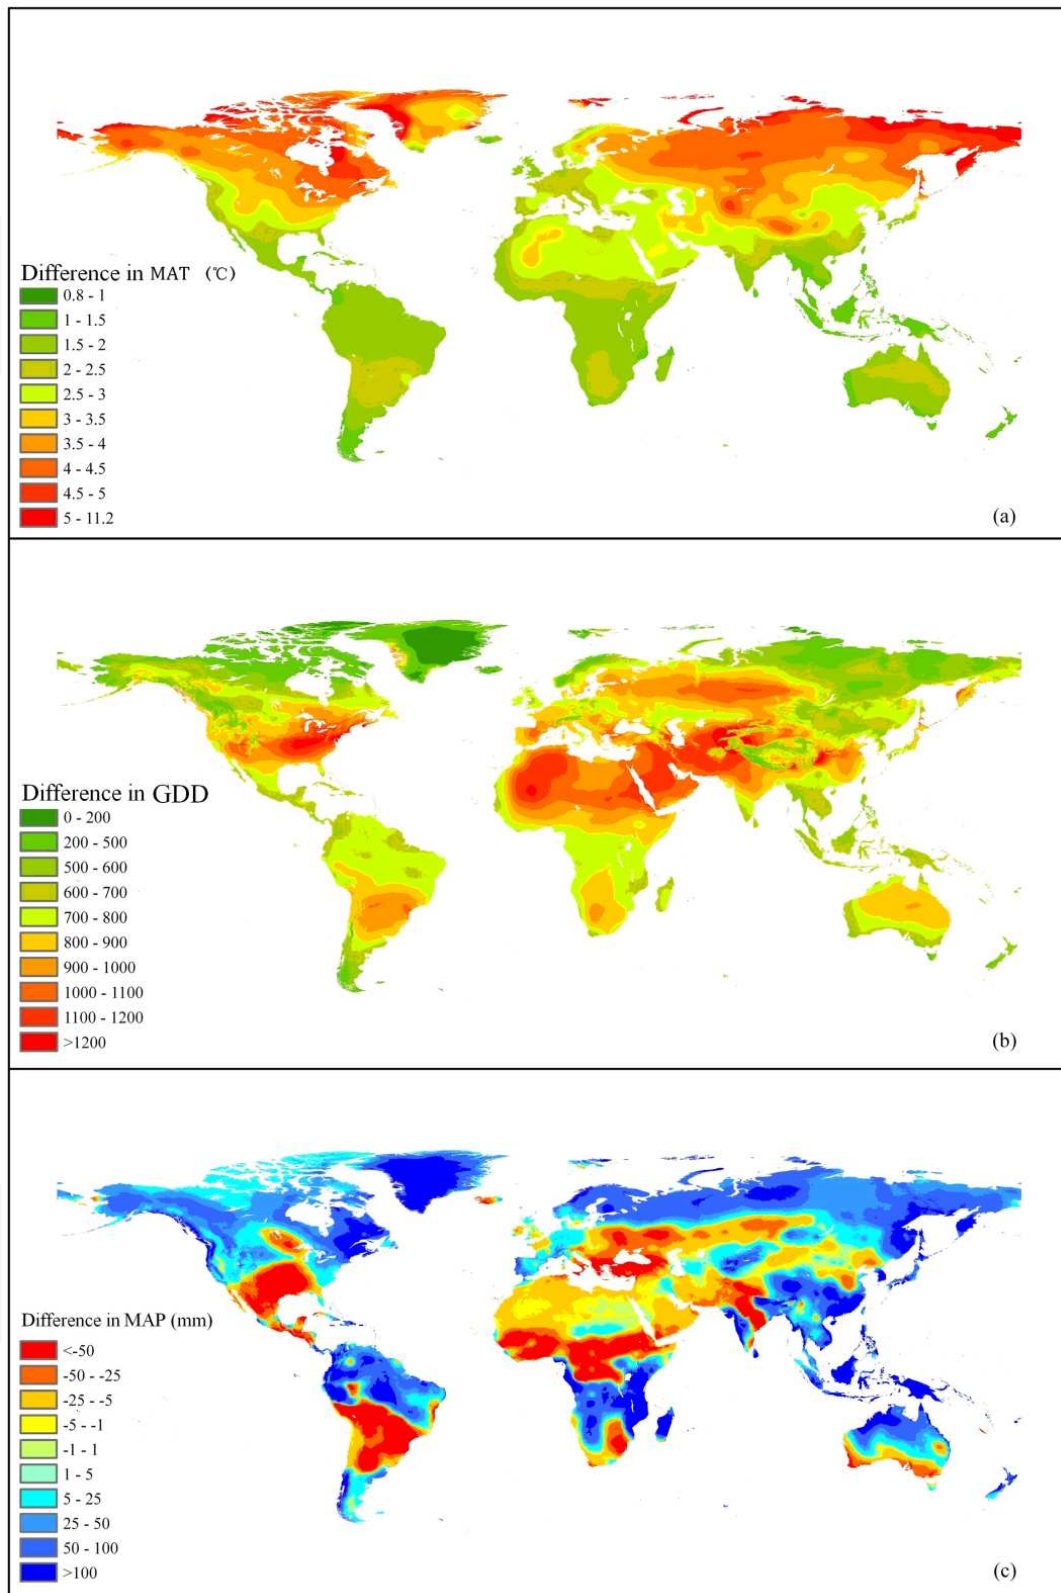 Difference in MAT (℃)
0.8 - 1
1 - 1.5
1.5 - 2
2 - 2.5
2.5 - 3
3 - 3.5
3.5 - 4
4 - 4.5
4.5 - 5
5 - 11.2
(a)
Difference in GDD
0 - 200
200 - 500
500 - 600
600 - 700
700 - 800
800 - 900
900 - 1000
1000 - 1100
1100 - 1200
>1200
(b)
Difference in MAP (mm)
<-50
-50 - -25
-25 - -5
-5 - -1
-1 - 1
1 - 5
5 - 25
25 - 50
50 - 100
>100
(c)